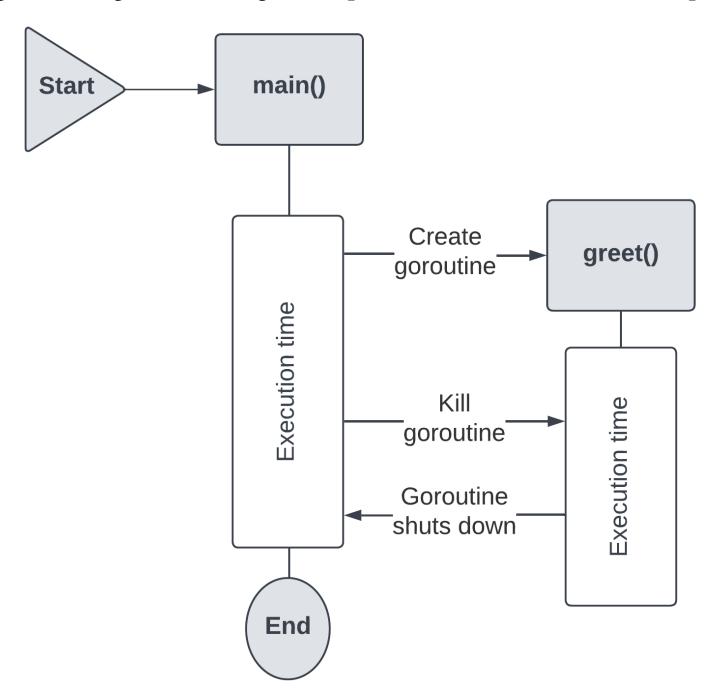 Start
main()
Create
goroutine
greet()
Execution time
Kill
goroutine
Execution time
Goroutine
shuts down
End